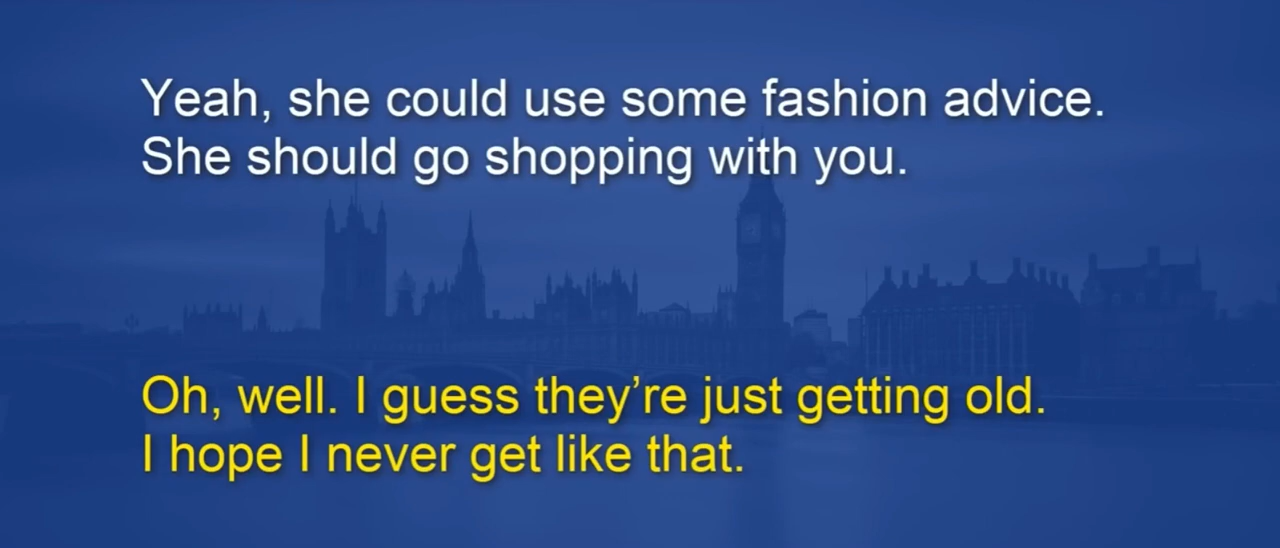 Yeah, she could use some fashion advice.
She should go shopping with you.
Oh, well. I guess they’re just getting old.
I hope I never get like that.